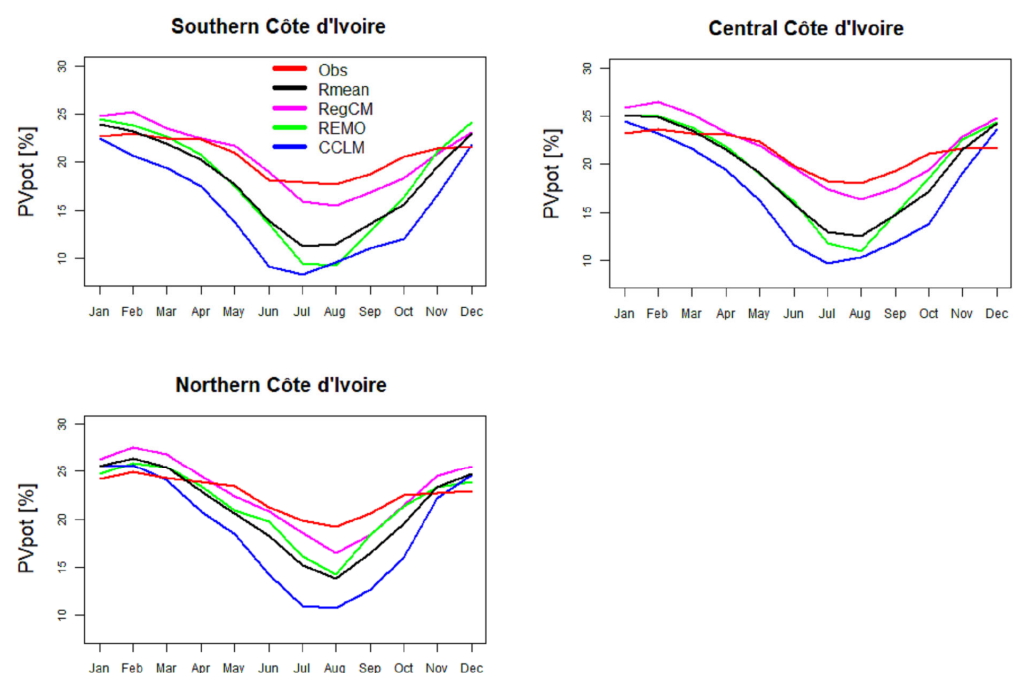 Southern Côte d'Ivoire
PVpot [%]
30
25
20
15
10
Obs
Rmean
RegCM
REMO
CCLM
Jan Feb Mar Apr May Jun Jul Aug Sep Oct Nov Dec
Central Côte d'Ivoire
PVpot [%]
30
25
20
15
10
Jan Feb Mar Apr May Jun Jul Aug Sep Oct Nov Dec
Northern Côte d'Ivoire
PVpot [%]
30
25
20
15
10
Jan Feb Mar Apr May Jun Jul Aug Sep Oct Nov Dec